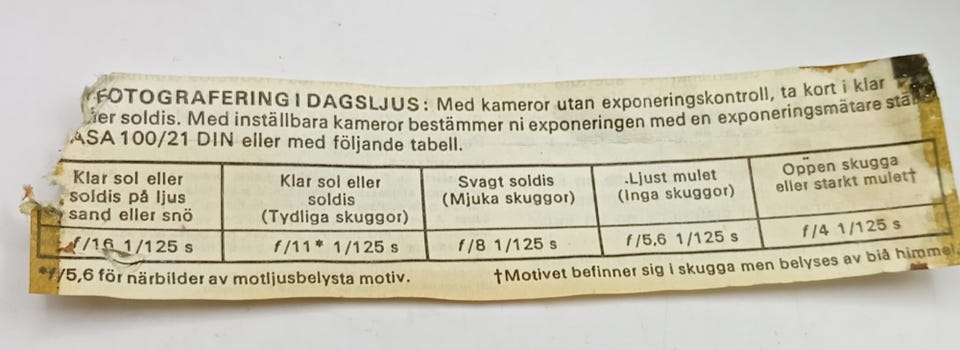 FOTOGRAFERING I DAGSLJUS: Med kameror utan exponeringskontroll, ta kort i klar
soldis. Med inställbara kameror bestämmer ni exponeringen med en exponeringsmätare
ASA 100/21 DIN eller med följande tabell.
Klar sol eller
soldis på ljus
sand eller snö
Klar sol eller
soldis
(Tydliga skuggor)
Svagt soldis
(Mjuka skuggor)
Ljust mulet
(Inga skuggor)
Öppen skugga
eller starkt mulet†
f/16 1/125 s
f/11* 1/125 s
f/8 1/125 s
f/5,6 1/125 s
f/4 1/125 s
*f/5,6 för närbilder av motljusbelysta motiv.
†Motivet befinner sig i skugga men belyses av blå himmel.